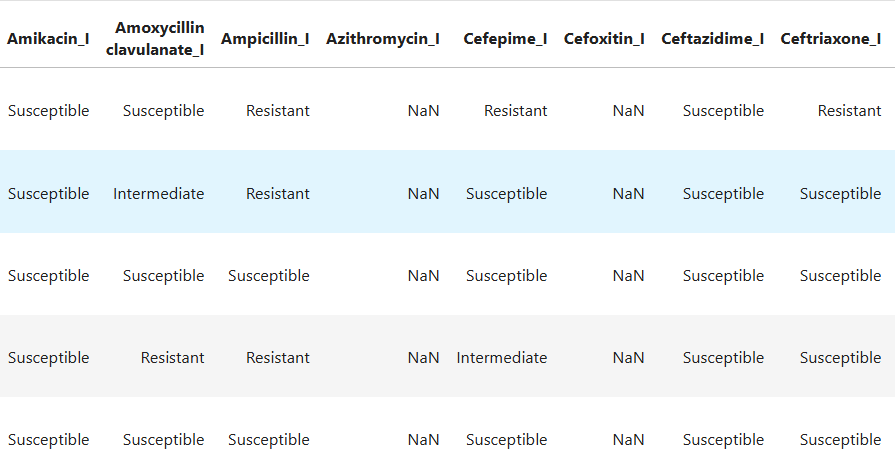 Amikacin_I Amoxycillin clavulanate_I Ampicillin_I Azithromycin_I Cefepime_I Cefoxitin_I Ceftazidime_I Ceftriaxone_I
Susceptible Susceptible Resistant NaN Resistant NaN Susceptible Resistant
Susceptible Intermediate Resistant NaN Susceptible NaN Susceptible Susceptible
Susceptible Susceptible Susceptible NaN Susceptible NaN Susceptible Susceptible
Susceptible Resistant Resistant NaN Intermediate NaN Susceptible Susceptible
Susceptible Susceptible Susceptible NaN Susceptible NaN Susceptible Susceptible